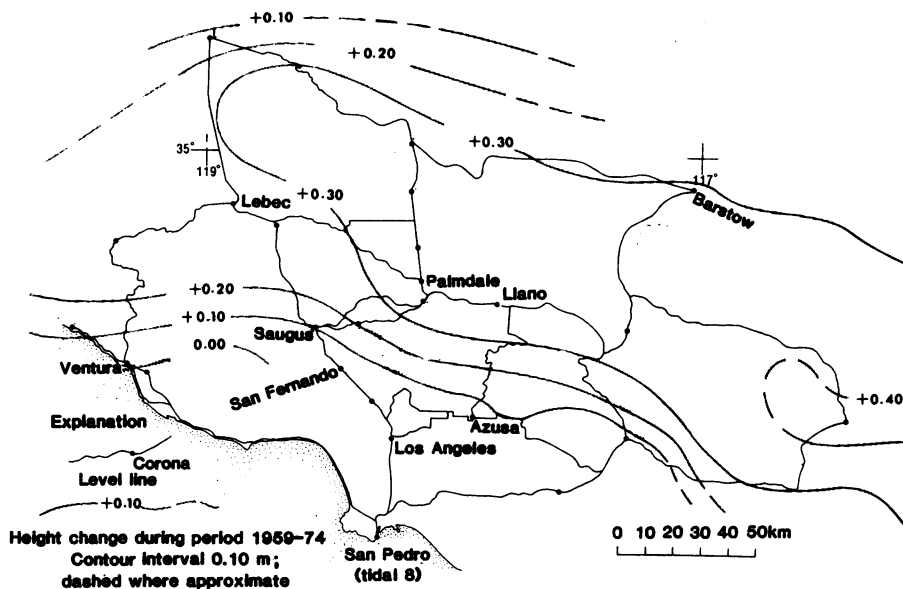 +0.10
+0.20
+0.30
35°
119°
117°
+0.30
Lebec
Barstow
Palmdale
Llano
+0.20
+0.10
Saugus
0.00
Ventura
San Fernando
+0.40
Explanation
Azusa
Los Angeles
Corona
Level line
+0.10
Height change during period 1959-74
Contour interval 0.10 m;
dashed where approximate
San Pedro
(tidal 8)
0 10 20 30 40 50km